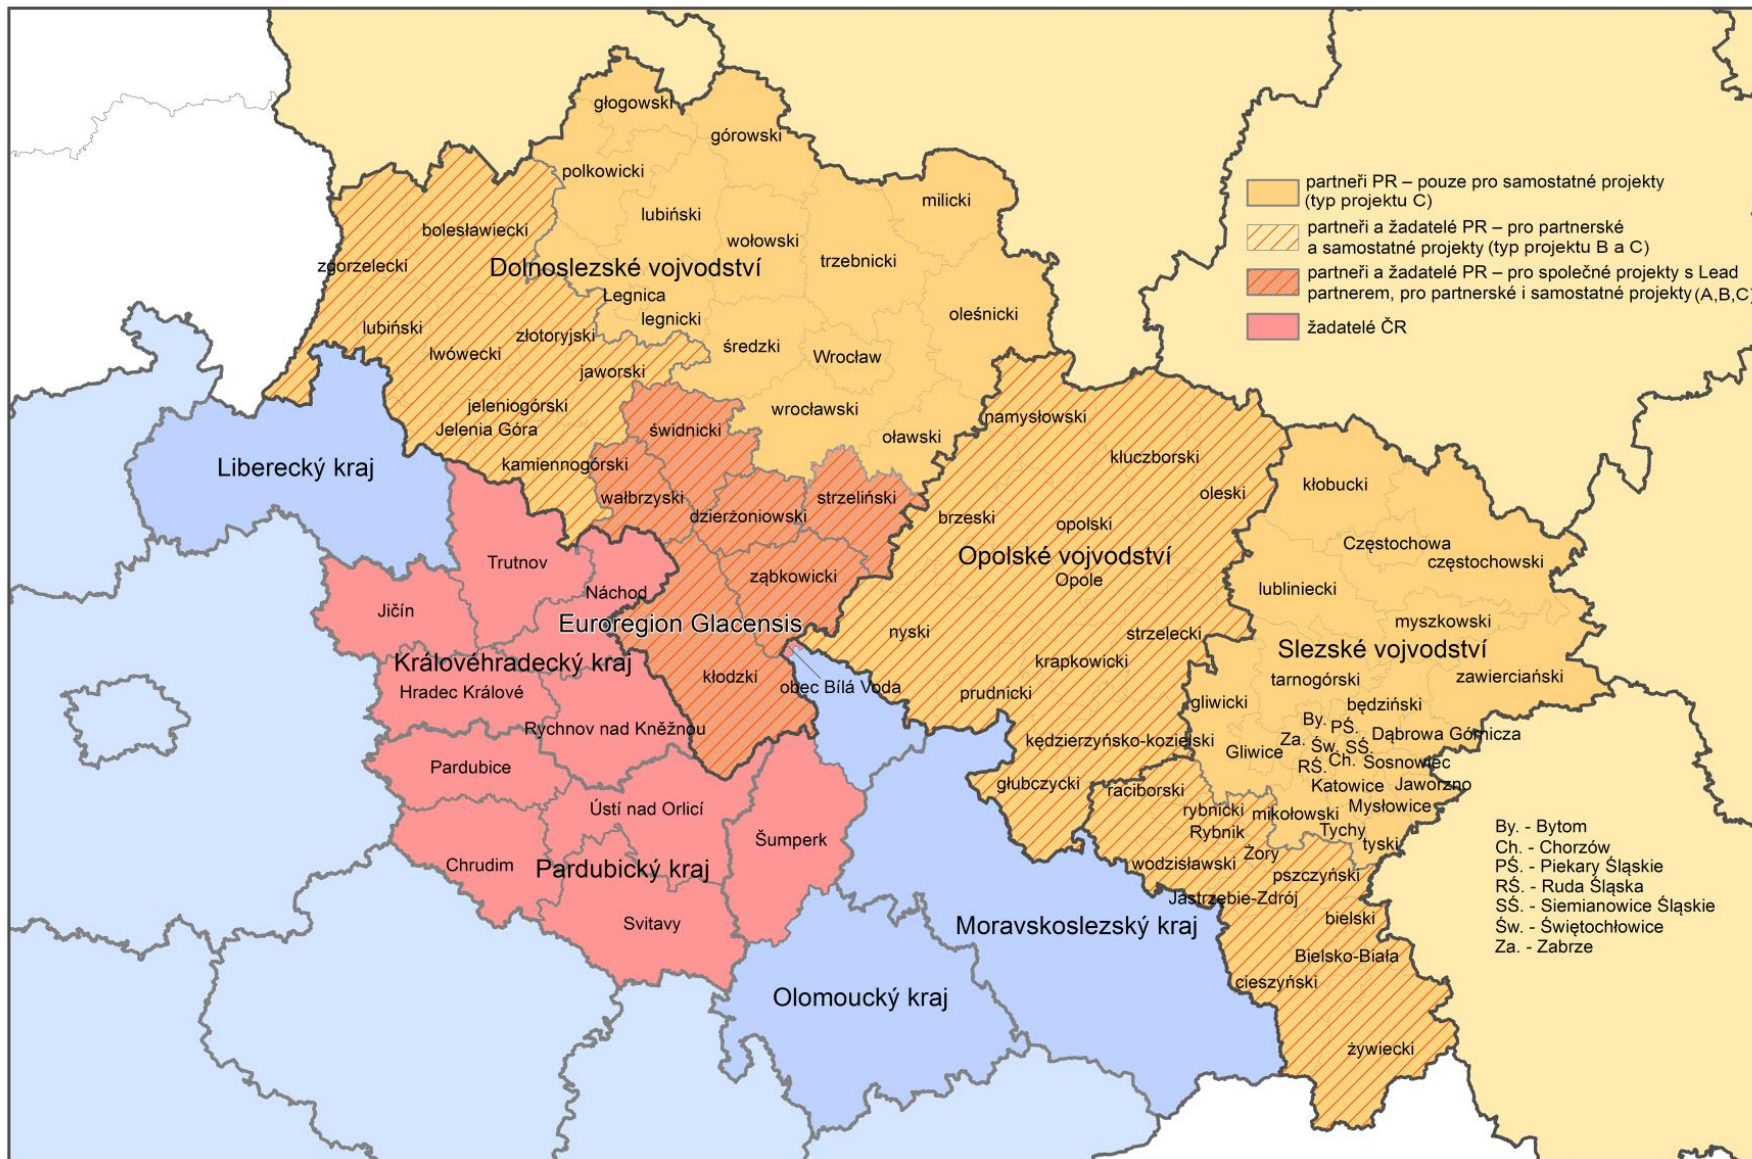 głogowski
górowski
polkowicki
milicki
lubiński
bolesławiecki
wołowski
trzebnicki
zgorzelecki
Dolnoslezské vojvodství
Legnica
legnicki
oleśnicki
lubiński
złotoryjski
lwówecki
średzki
Wrocław
jaworski
jeleniogórski
wrocławski
Jelenia Góra
świdnicki
oławski
namysłowski
kamiennogórski
kluczborski
Liberecký kraj
wałbrzyski
strzeliński
oleski
kłobucki
dzierżoniowski
brzeski
opolski
Częstochowa
Opolské vojvodství
częstochowski
Trutnov
ząbkowicki
Opole
lubliniecki
Náchod
Jičín
Euroregion Glacensis
nyski
strzelecki
myszkowski
Královéhradecký kraj
krapkowicki
Slezské vojvodství
kłodzki
obec Bílá Voda
prudnicki
tarnogórski
zawierciański
Hradec Králové
gliwicki
będziński
Rychnov nad Kněžnou
By.
PŚ.
Dąbrowa Górnicza
kędzierzyńsko-kozielski
Za.
Św.
SŚ.
Gliwice
Ch.
Sosnowiec
RŚ.
Pardubice
głubczycki
raciborski
Katowice
Jaworzno
Ústí nad Orlicí
rybnicki
mikołowski
Mysłowice
Rybnik
Tychy
Šumperk
tyski
Chrudim
Pardubický kraj
wodzisławski
Żory
pszczyński
Jastrzębie-Zdrój
Svitavy
Moravskoslezský kraj
bielski
Bielsko-Biała
cieszyński
Olomoucký kraj
żywiecki
partneři PR – pouze pro samostatné projekty
(typ projektu C)
partneři a žadatelé PR – pro partnerské
a samostatné projekty (typ projektu B a C)
partneři a žadatelé PR – pro společné projekty s Lead
partnerem, pro partnerské i samostatné projekty (A,B,C)
žadatelé ČR
By. - Bytom
Ch. - Chorzów
PŚ. - Piekary Śląskie
RŚ. - Ruda Śląska
SŚ. - Siemianowice Śląskie
Św. - Świętochłowice
Za. - Zabrze